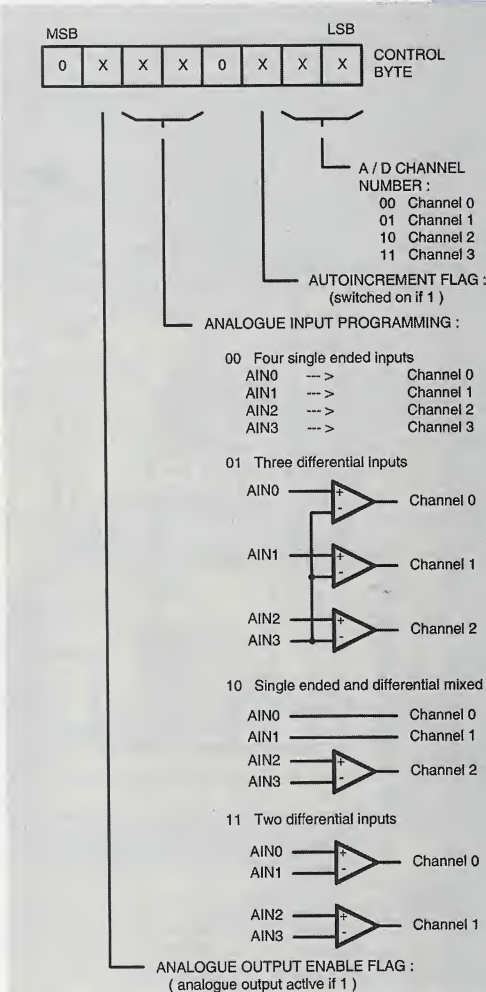 MSB LSB
0 X X X 0 X X X CONTROL
BYTE
A / D CHANNEL
NUMBER :
00 Channel 0
01 Channel 1
10 Channel 2
11 Channel 3
AUTOINCREMENT FLAG :
(switched on if 1 )
ANALOGUE INPUT PROGRAMMING :
00 Four single ended inputs
AIN0 --- > Channel 0
AIN1 --- > Channel 1
AIN2 --- > Channel 2
AIN3 --- > Channel 3
01 Three differential inputs
AIN0 + - Channel 0
AIN1 + - Channel 1
AIN2 + Channel 2
AIN3 -
10 Single ended and differential mixed
AIN0 Channel 0
AIN1 Channel 1
AIN2 + Channel 2
AIN3 -
11 Two differential inputs
AIN0 + Channel 0
AIN1 -
AIN2 + Channel 1
AIN3 -
ANALOGUE OUTPUT ENABLE FLAG :
( analogue output active if 1 )